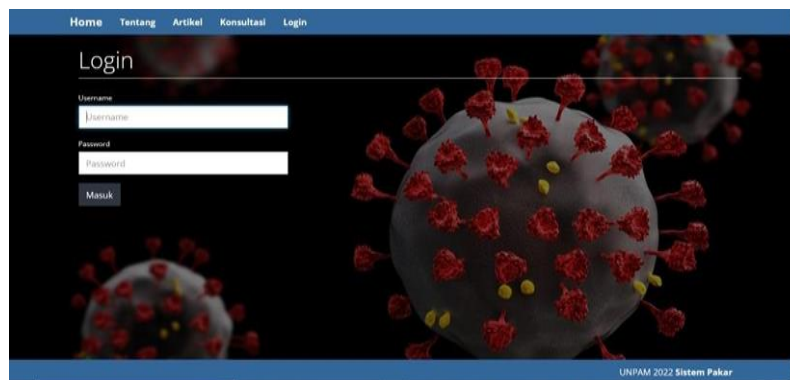 Home Tentang Artikel Konsultasi Login
Login
Username
Username
Password
Password
Masuk
UNPAM 2022 Sistem Pakar